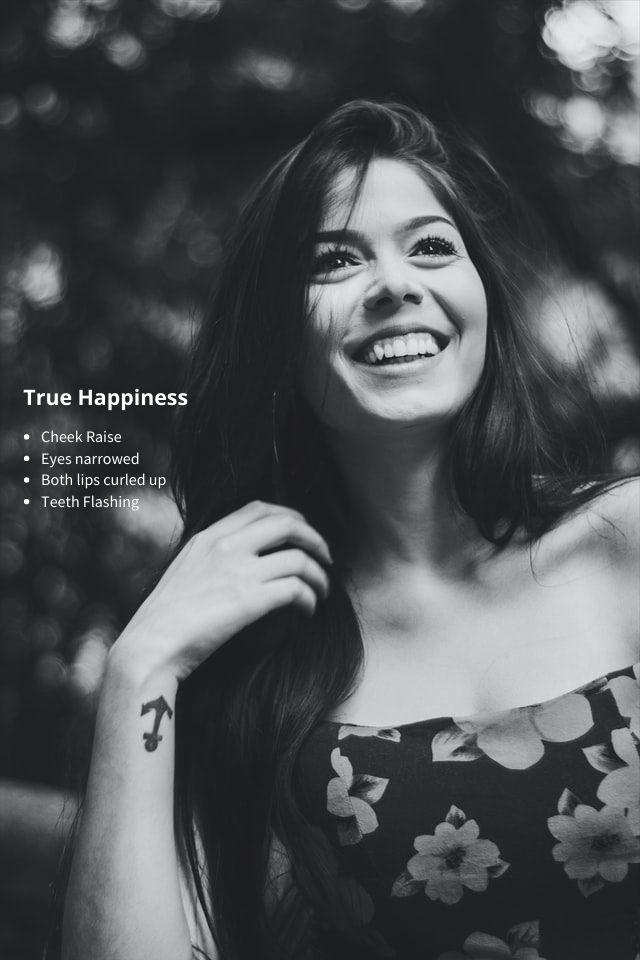 True Happiness
• Cheek Raise
• Eyes narrowed
• Both lips curled up
• Teeth Flashing